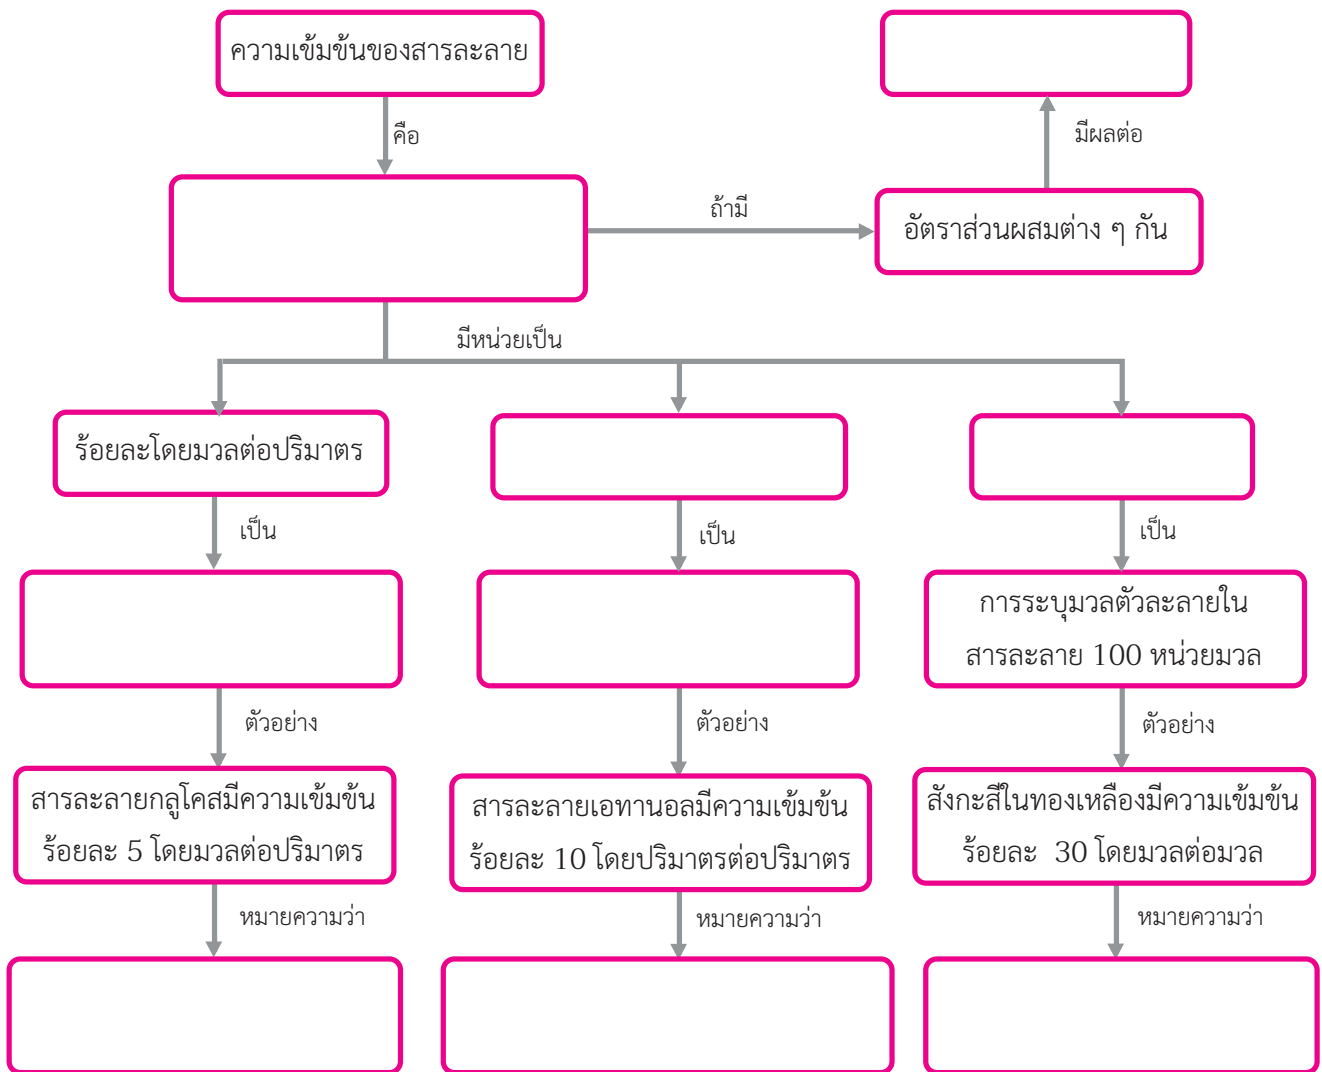 ความเข้มข้นของสารละลาย
คือ
มีผลต่อ
ถ้ามี
อัตราส่วนผสมต่าง ๆ กัน
มีหน่วยเป็น
ร้อยละโดยมวลต่อปริมาตร
เป็น
เป็น
เป็น
การระบุมวลตัวละลายใน
สารละลาย 100 หน่วยมวล
ตัวอย่าง
ตัวอย่าง
ตัวอย่าง
สารละลายกลูโคสมีความเข้มข้น
ร้อยละ 5 โดยมวลต่อปริมาตร
สารละลายเอทานอลมีความเข้มข้น
ร้อยละ 10 โดยปริมาตรต่อปริมาตร
สังกะสีในทองเหลืองมีความเข้มข้น
ร้อยละ 30 โดยมวลต่อมวล
หมายความว่า
หมายความว่า
หมายความว่า